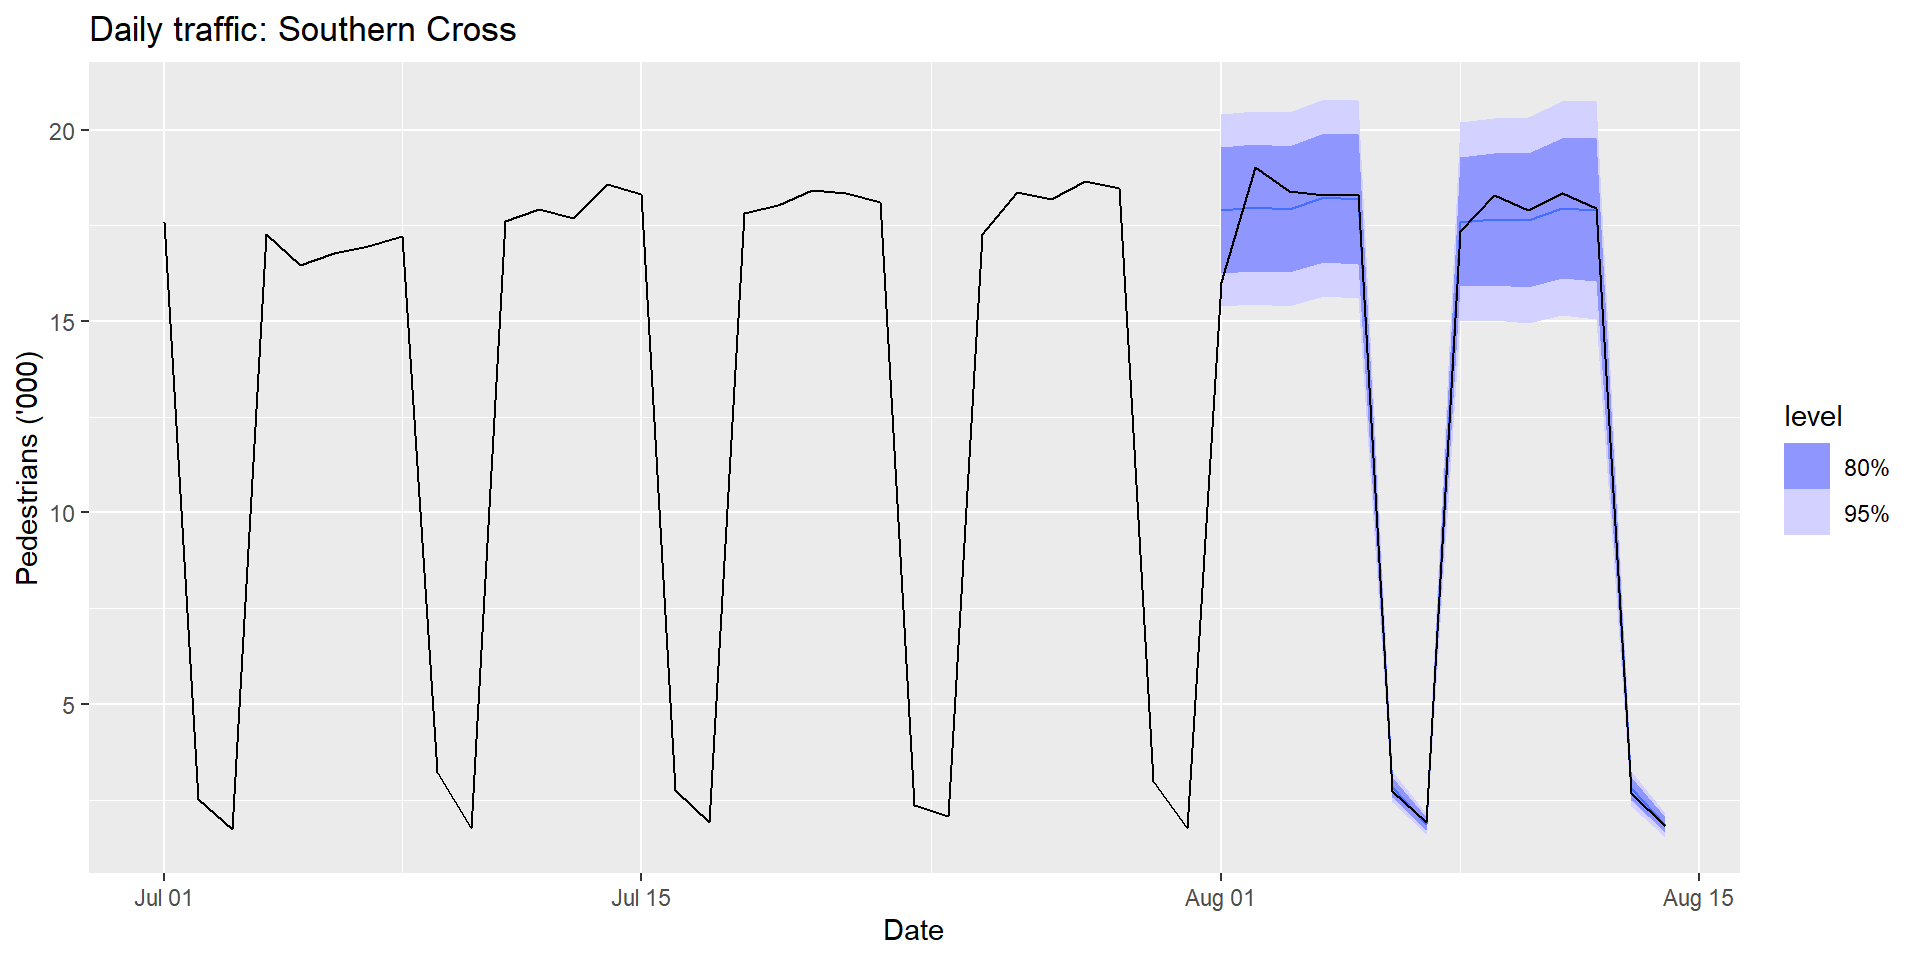 Daily traffic: Southern Cross
20
15
10
5
Pedestrians ('000)
Jul 01
Jul 15
Aug 01
Aug 15
Date
level
80%
95%